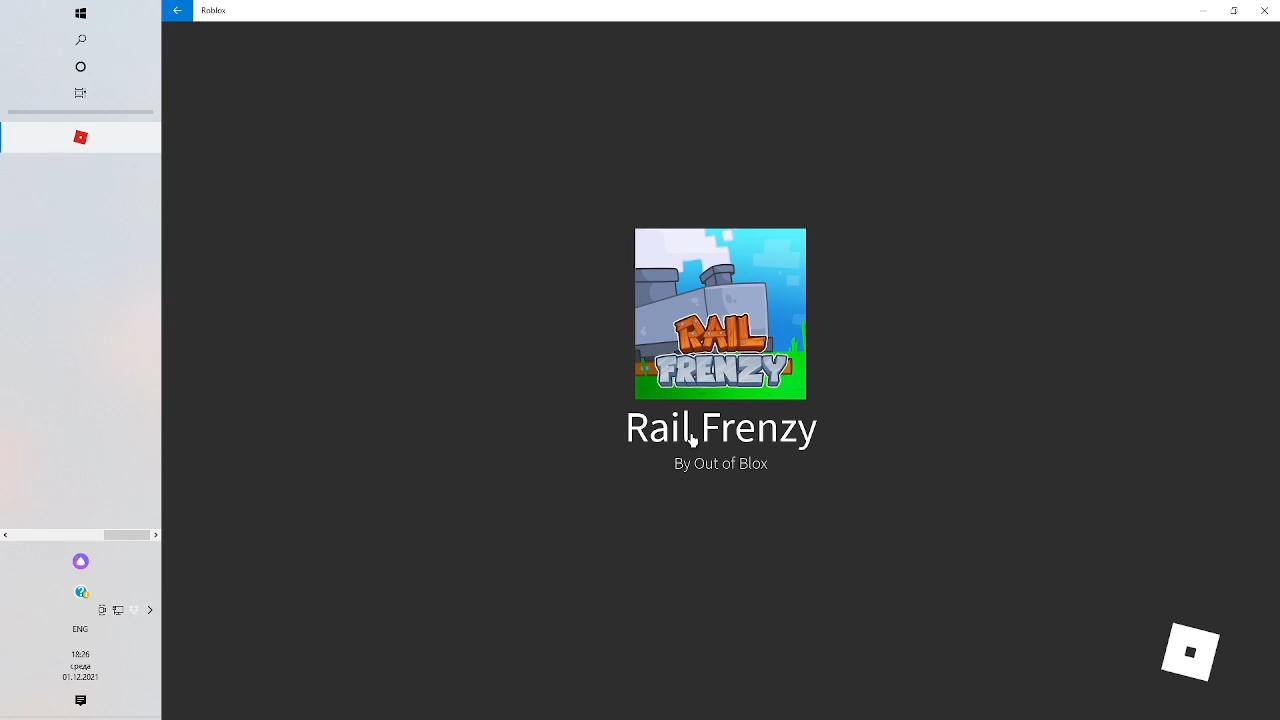 Roblox
RAIL
FRENZY
Rail Frenzy
By Out of Blox
ENG
18:26
среда
01.12.2021